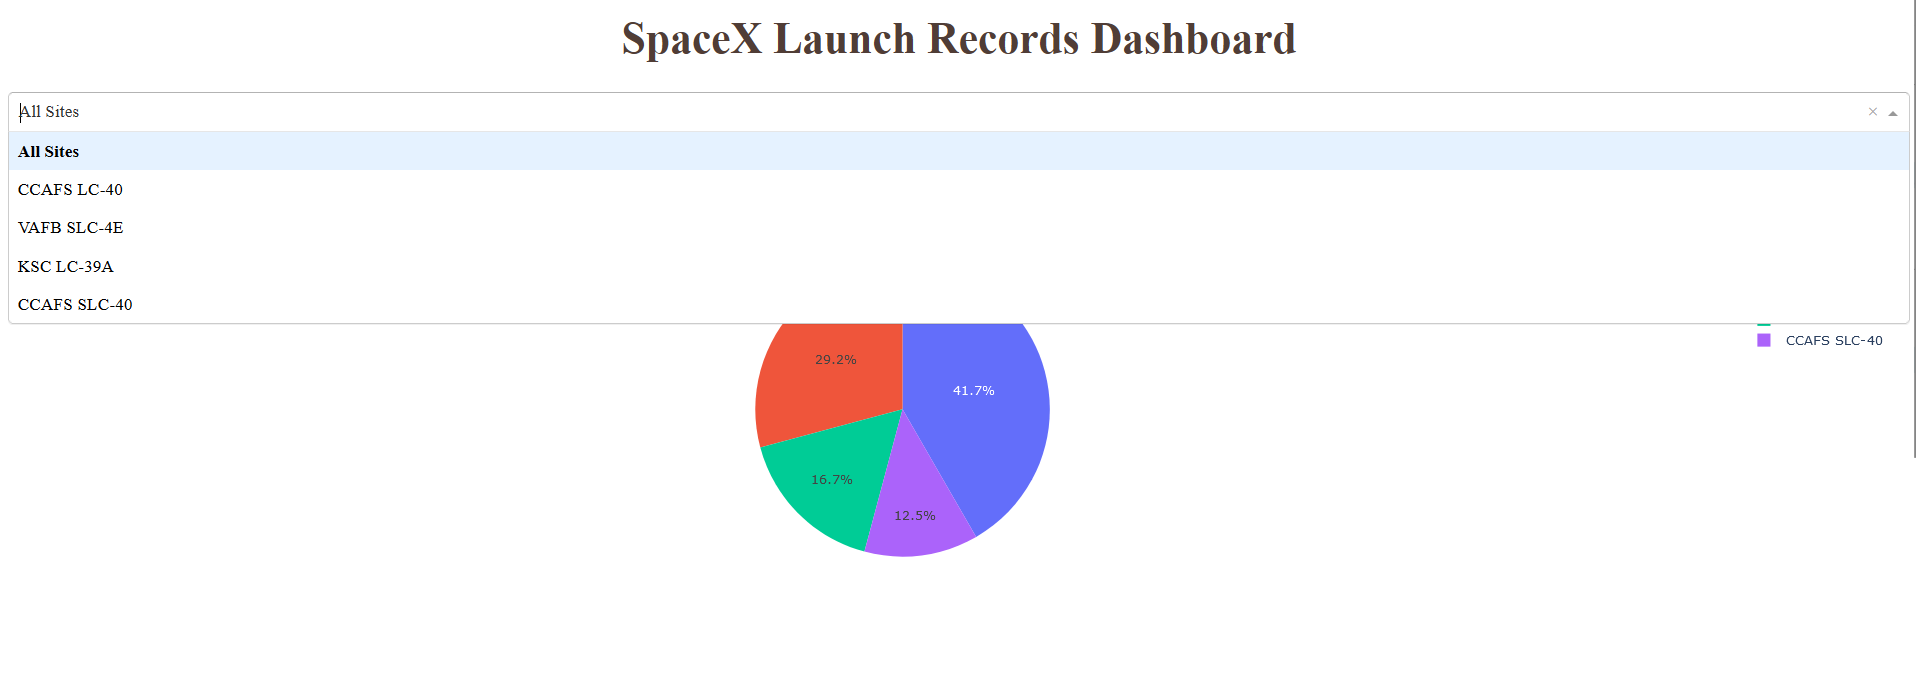 SpaceX Launch Records Dashboard
All Sites
All Sites
CCAFS LC-40
VAFB SLC-4E
KSC LC-39A
CCAFS SLC-40
CCAFS SLC-40
29.2%
41.7%
16.7%
12.5%